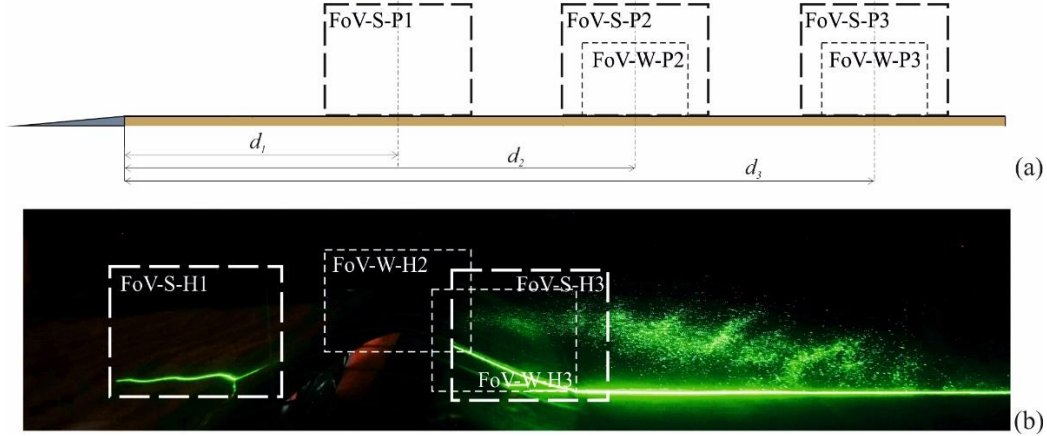 FoV-S-P1
FoV-S-P2
FoV-S-P3
FoV-W-P2
FoV-W-P3
d1
d2
d3
(a)
FoV-W-H2
FoV-S-H1
FoV-S-H3
FoV-W-H3
(b)